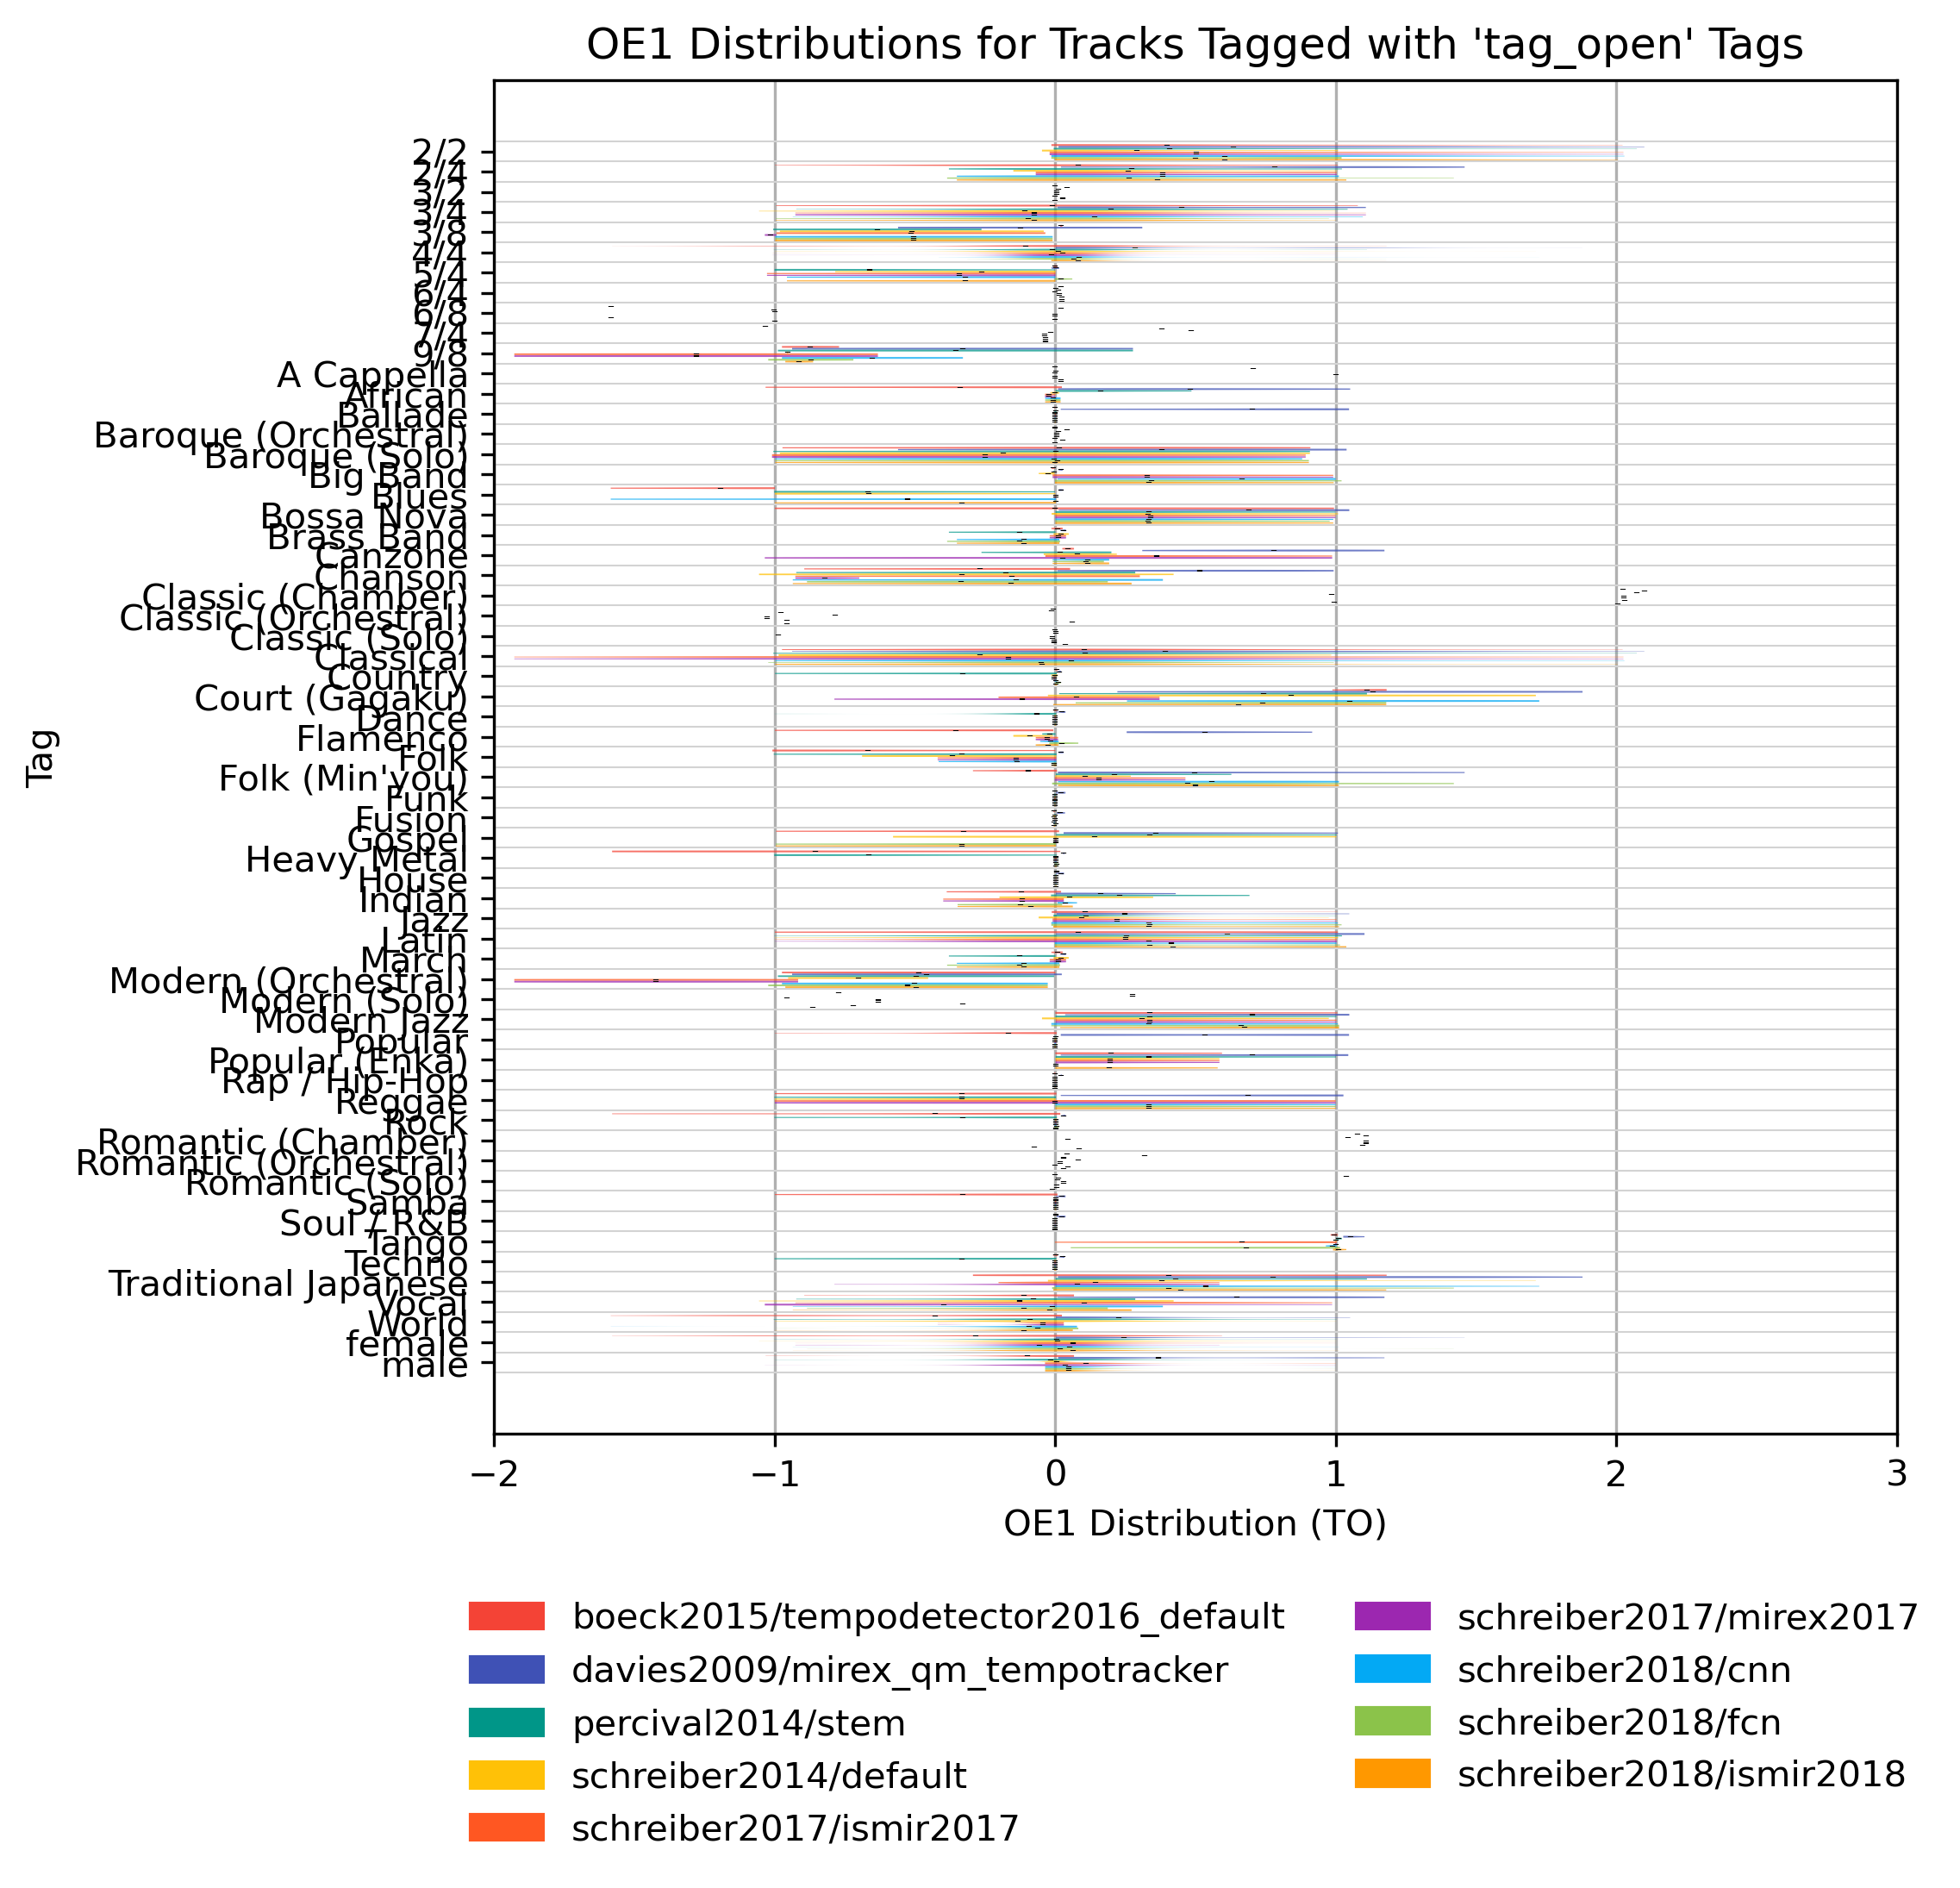 OE1 Distributions for Tracks Tagged with 'tag_open' Tags
2/2
2/4
3/2
3/4
3/8
4/4
5/4
6/4
6/8
7/4
9/8
A Cappella
African
Ballade
Baroque (Orchestral)
Baroque (Solo)
Big Band
Blues
Bossa Nova
Brass Band
Canzone
Chanson
Classic (Chamber)
Classic (Orchestral)
Classic (Solo)
Classical
Country
Court (Gagaku)
Dance
Flamenco
Folk
Folk (Min'you)
Funk
Fusion
Gospel
Heavy Metal
House
Indian
Jazz
Latin
March
Modern (Orchestral)
Modern (Solo)
Modern Jazz
Popular
Popular (Enka)
Rap / Hip-Hop
Reggae
Rock
Romantic (Chamber)
Romantic (Orchestral)
Romantic (Solo)
Samba
Soul / R&B
Tango
Techno
Traditional Japanese
Vocal
World
female
male
Tag
−2 −1 0 1 2 3
OE1 Distribution (TO)
boeck2015/tempodetector2016_default
davies2009/mirex_qm_tempotracker
percival2014/stem
schreiber2014/default
schreiber2017/ismir2017
schreiber2017/mirex2017
schreiber2018/cnn
schreiber2018/fcn
schreiber2018/ismir2018